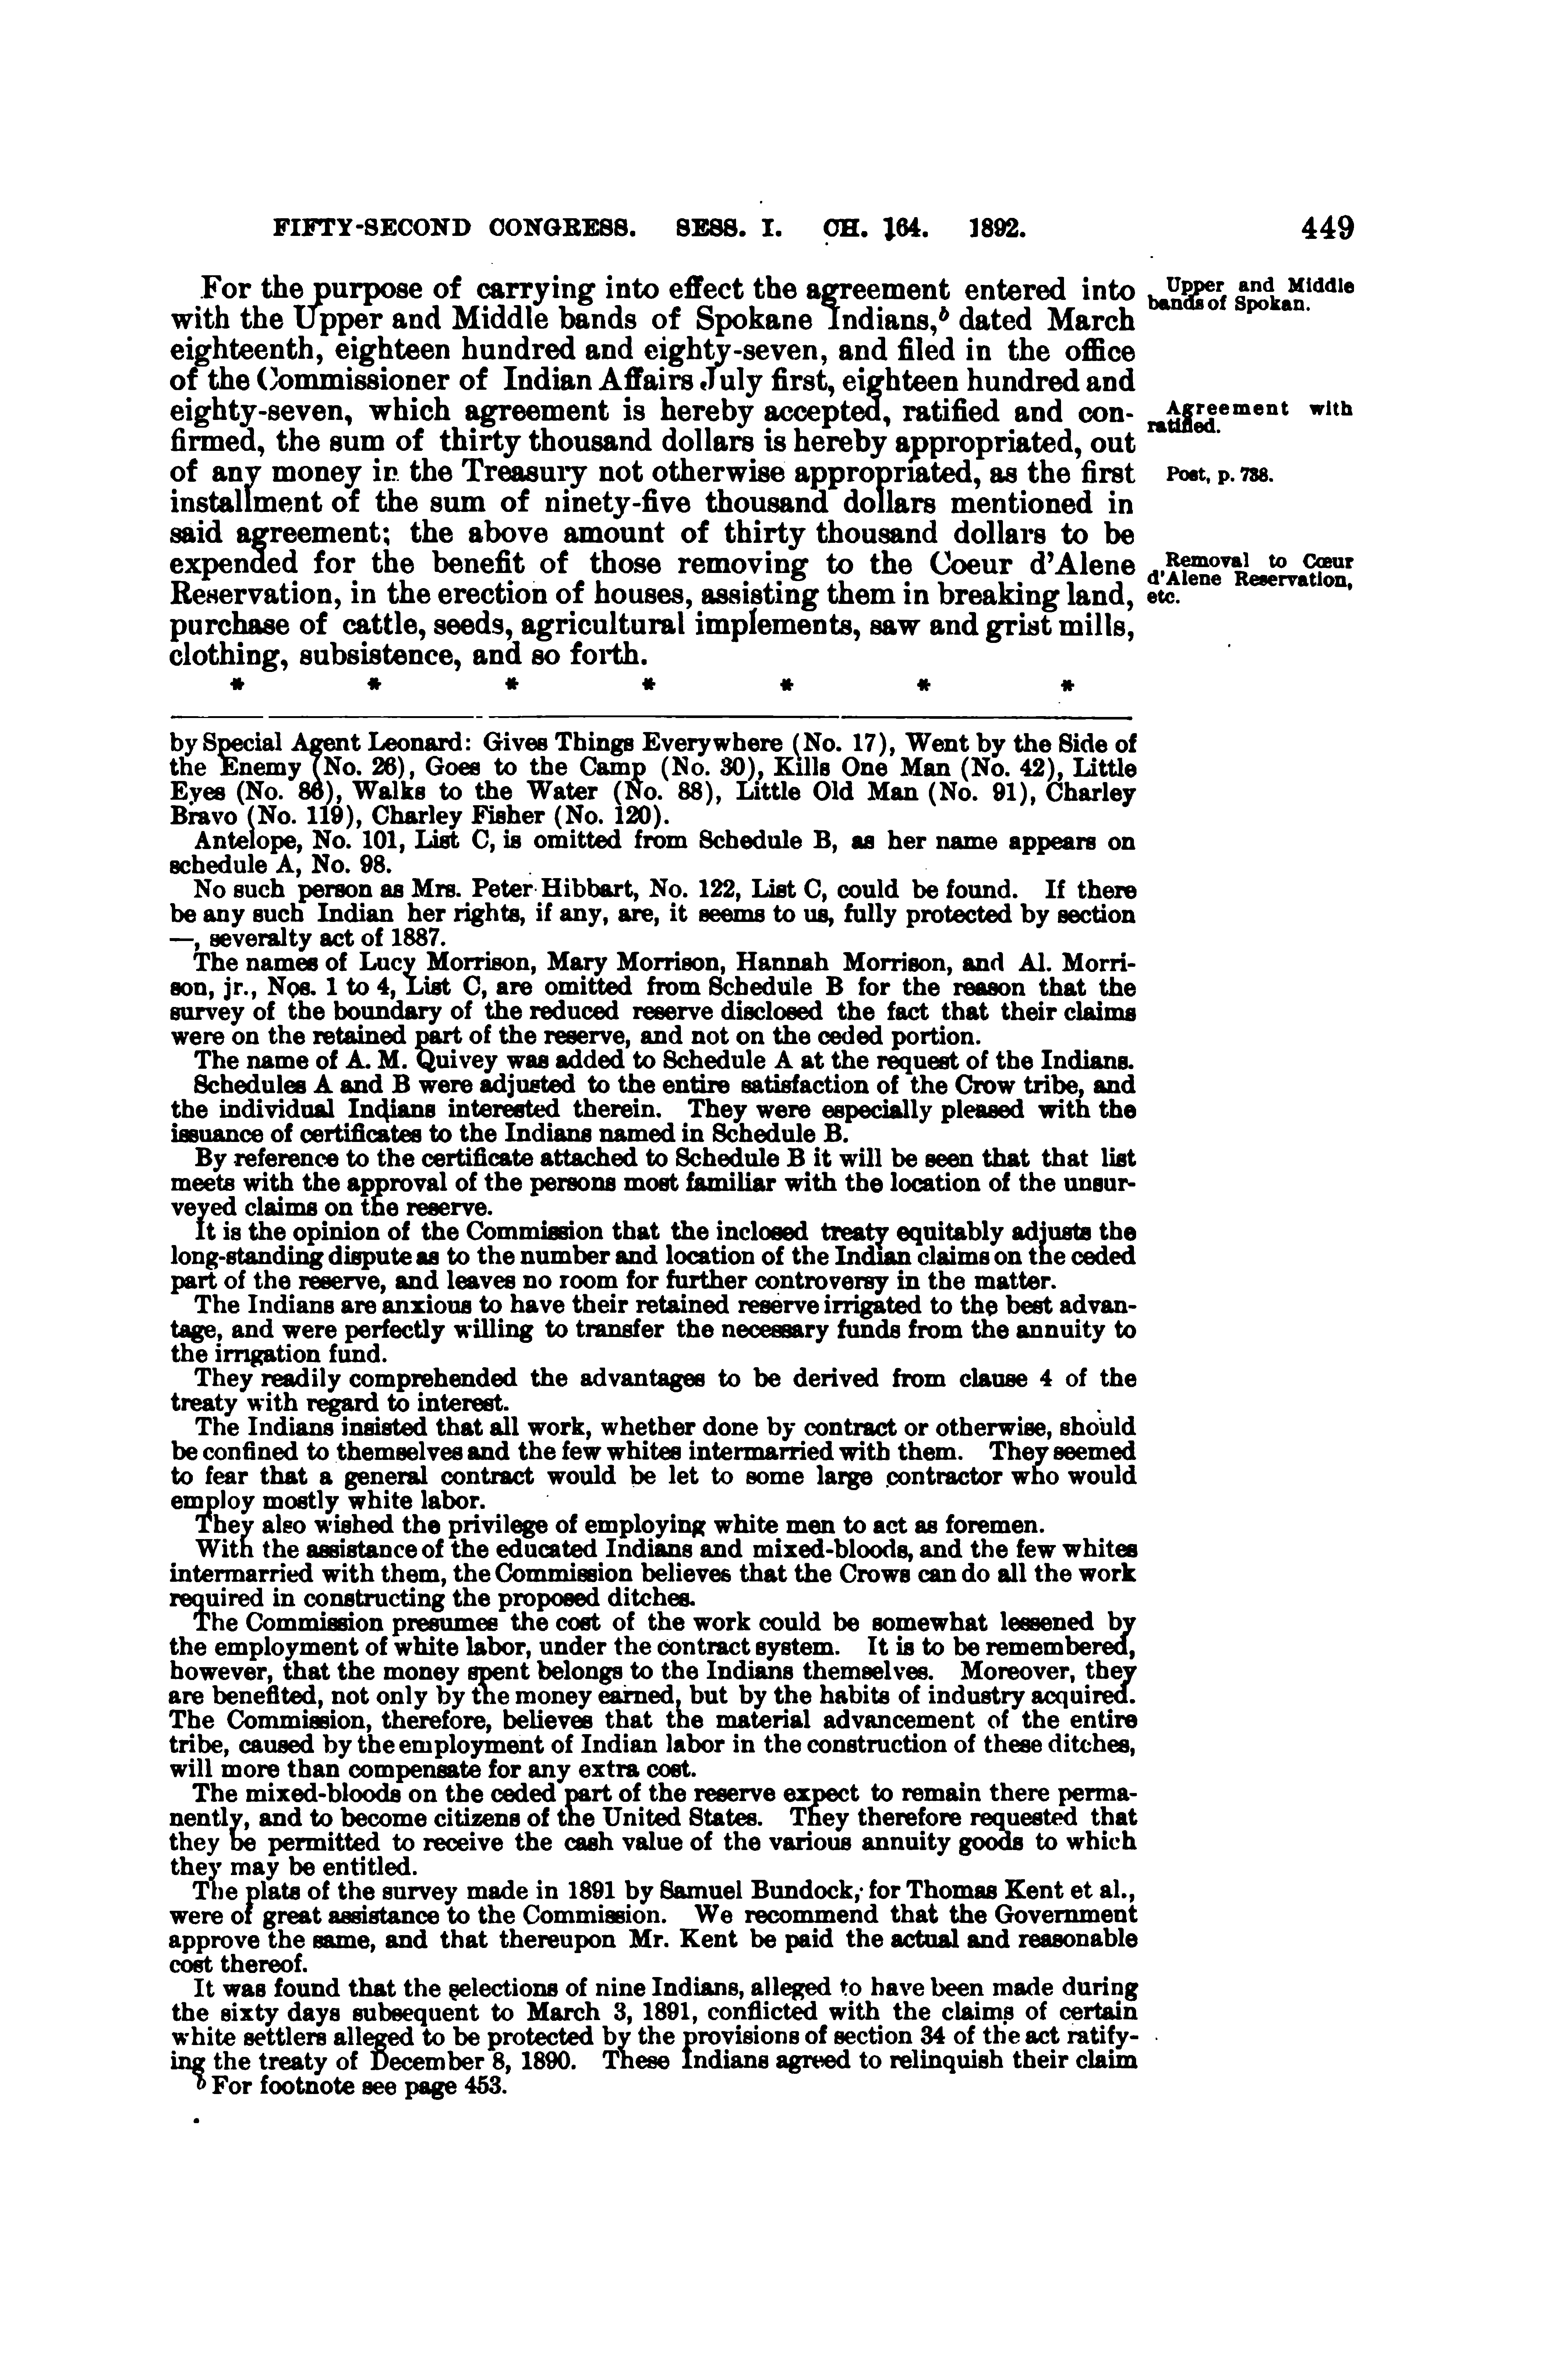 FIFTY-SECOND CONGRESS. SESS. I. CH. 164. 1892. 449
For the purpose of carrying into effect the agreement entered into
with the Upper and Middle bands of Spokane Indians,b dated March
eighteenth, eighteen hundred and eighty-seven, and filed in the office
of the Commissioner of Indian Affairs July first, eighteen hundred and
eighty-seven, which agreement is hereby accepted, ratified and con-
firmed, the sum of thirty thousand dollars is hereby appropriated, out
of any money in the Treasury not otherwise appropriated, as the first
installment of the sum of ninety-five thousand dollars mentioned in
said agreement; the above amount of thirty thousand dollars to be
expended for the benefit of those removing to the Coeur d'Alene
Reservation, in the erection of houses, assisting them in breaking land,
purchase of cattle, seeds, agricultural implements, saw and grist mills,
clothing, subsistence, and so forth.
* * * * * * *
Upper and Middle
bands of Spokan.
Agreement with
ratified.
Post, p. 738.
Removal to Cœur
d'Alene Reservation,
etc.
by Special Agent Leonard: Gives Things Everywhere (No. 17), Went by the Side of
the Enemy (No. 26), Goes to the Camp (No. 30), Kills One Man (No. 42), Little
Eyes (No. 86), Walks to the Water (No. 88), Little Old Man (No. 91), Charley
Bravo (No. 119), Charley Fisher (No. 120).
Antelope, No. 101, List C, is omitted from Schedule B, as her name appears on
schedule A, No. 98.
No such person as Mrs. Peter Hibbart, No. 122, List C, could be found. If there
be any such Indian her rights, if any, are, it seems to us, fully protected by section
—, severalty act of 1887.
The names of Lucy Morrison, Mary Morrison, Hannah Morrison, and Al. Morri-
son, jr., Nos. 1 to 4, List C, are omitted from Schedule B for the reason that the
survey of the boundary of the reduced reserve disclosed the fact that their claims
were on the retained part of the reserve, and not on the ceded portion.
The name of A. M. Quivey was added to Schedule A at the request of the Indians.
Schedules A and B were adjusted to the entire satisfaction of the Crow tribe, and
the individual Indians interested therein. They were especially pleased with the
issuance of certificates to the Indians named in Schedule B.
By reference to the certificate attached to Schedule B it will be seen that that list
meets with the approval of the persons most familiar with the location of the unsur-
veyed claims on the reserve.
It is the opinion of the Commission that the inclosed treaty equitably adjusts the
long-standing dispute as to the number and location of the Indian claims on the ceded
part of the reserve, and leaves no room for further controversy in the matter.
The Indians are anxious to have their retained reserve irrigated to the best advan-
tage, and were perfectly willing to transfer the necessary funds from the annuity to
the irrigation fund.
They readily comprehended the advantages to be derived from clause 4 of the
treaty with regard to interest.
The Indians insisted that all work, whether done by contract or otherwise, should
be confined to themselves and the few whites intermarried with them. They seemed
to fear that a general contract would be let to some large contractor who would
employ mostly white labor.
They also wished the privilege of employing white men to act as foremen.
With the assistance of the educated Indians and mixed-bloods, and the few whites
intermarried with them, the Commission believes that the Crows can do all the work
required in constructing the proposed ditches.
The Commission presumes the cost of the work could be somewhat lessened by
the employment of white labor, under the contract system. It is to be remembered,
however, that the money spent belongs to the Indians themselves. Moreover, they
are benefited, not only by the money earned, but by the habits of industry acquired.
The Commission, therefore, believes that the material advancement of the entire
tribe, caused by the employment of Indian labor in the construction of these ditches,
will more than compensate for any extra cost.
The mixed-bloods on the ceded part of the reserve expect to remain there perma-
nently, and to become citizens of the United States. They therefore requested that
they be permitted to receive the cash value of the various annuity goods to which
they may be entitled.
The plats of the survey made in 1891 by Samuel Bundock, for Thomas Kent et al.,
were of great assistance to the Commission. We recommend that the Government
approve the same, and that thereupon Mr. Kent be paid the actual and reasonable
cost thereof.
It was found that the selections of nine Indians, alleged to have been made during
the sixty days subsequent to March 3, 1891, conflicted with the claims of certain
white settlers alleged to be protected by the provisions of section 34 of the act ratify-
ing the treaty of December 8, 1890. These Indians agreed to relinquish their claim
b For footnote see page 453.